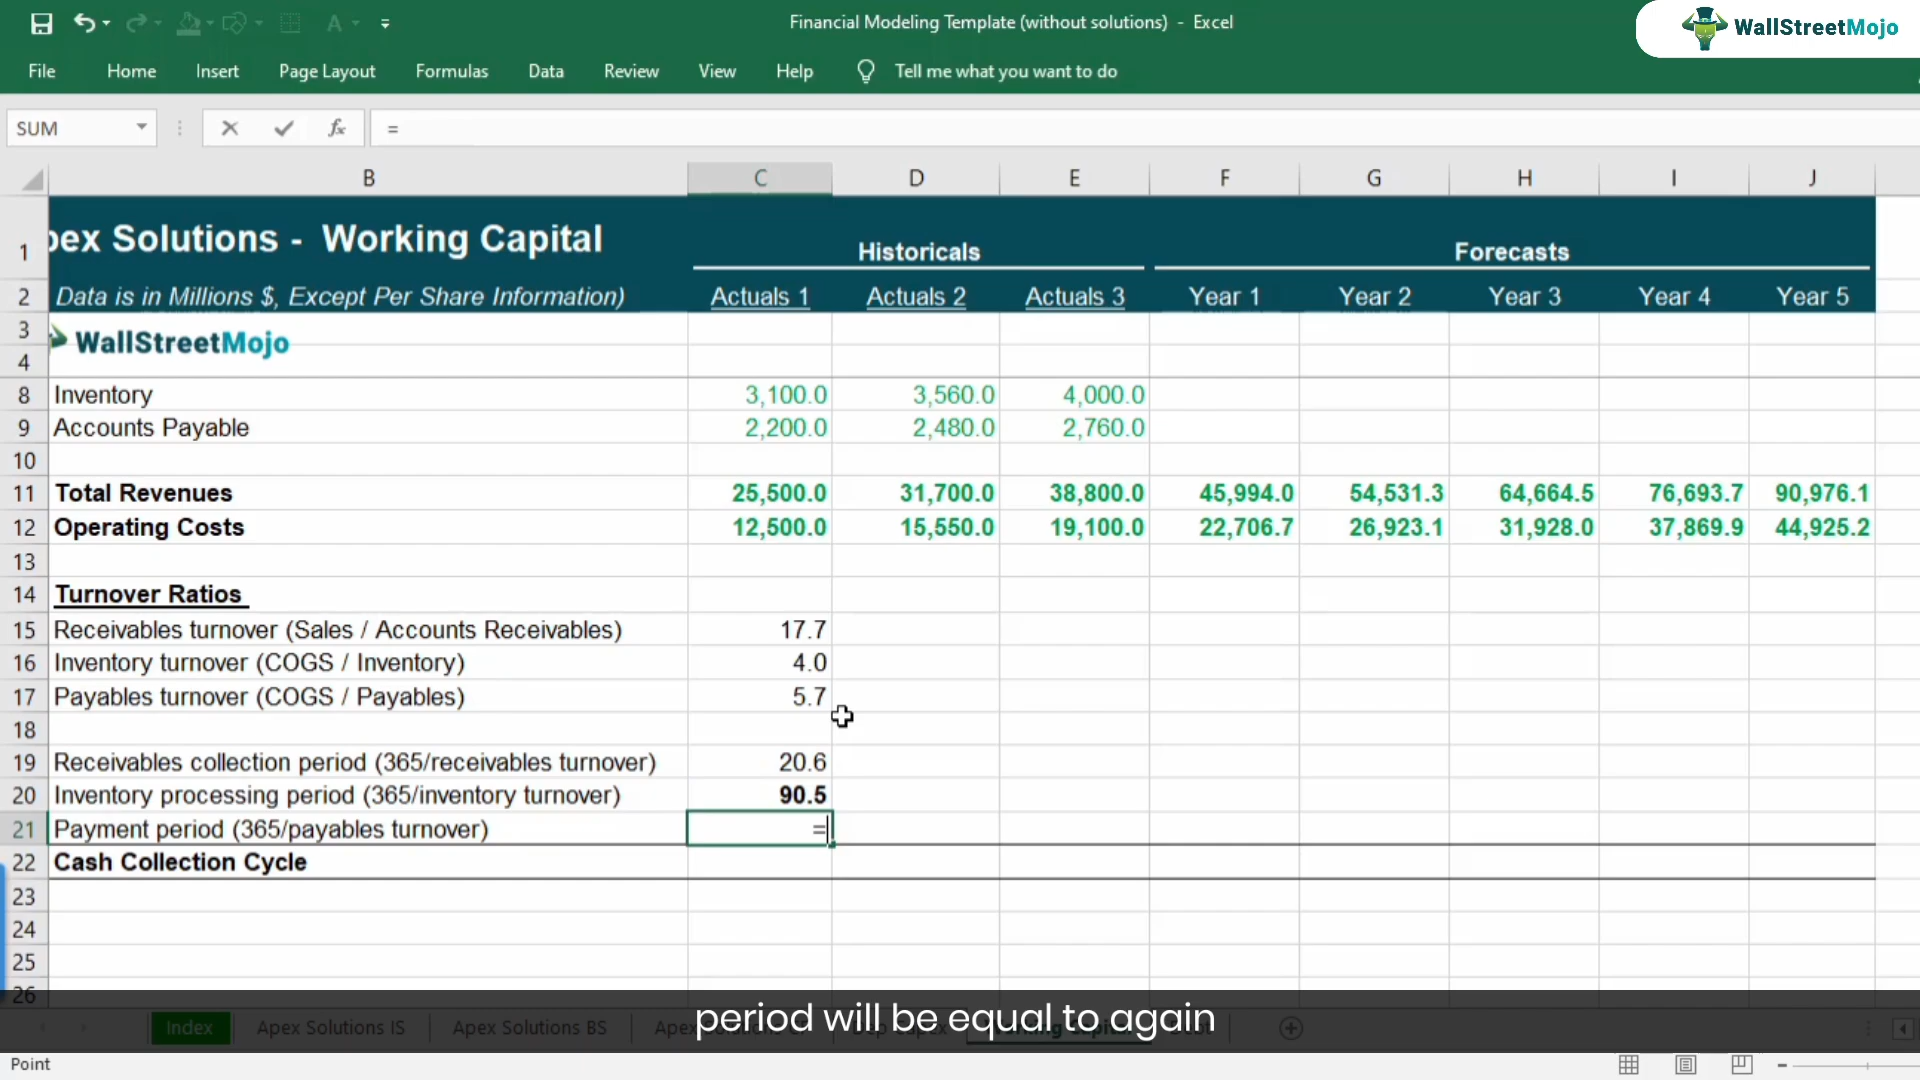 Financial Modeling Template (without solutions) - Excel
WallStreetMojo
File Home Insert Page Layout Formulas Data Review View Help Tell me what you want to do
SUM fx =
B C D E F G H I J
1 pex Solutions - Working Capital Historicals Forecasts
2 Data is in Millions $, Except Per Share Information) Actuals 1 Actuals 2 Actuals 3 Year 1 Year 2 Year 3 Year 4 Year 5
3
WallStreetMojo
4
8 Inventory 3,100.0 3,560.0 4,000.0
9 Accounts Payable 2,200.0 2,480.0 2,760.0
10
11 Total Revenues 25,500.0 31,700.0 38,800.0 45,994.0 54,531.3 64,664.5 76,693.7 90,976.1
12 Operating Costs 12,500.0 15,550.0 19,100.0 22,706.7 26,923.1 31,928.0 37,869.9 44,925.2
13
14 Turnover Ratios
15 Receivables turnover (Sales / Accounts Receivables) 17.7
16 Inventory turnover (COGS / Inventory) 4.0
17 Payables turnover (COGS / Payables) 5.7
18
19 Receivables collection period (365/receivables turnover) 20.6
20 Inventory processing period (365/inventory turnover) 90.5
21 Payment period (365/payables turnover) =
22 Cash Collection Cycle
23
24
25
26
period will be equal to again
Index Apex Solutions IS Apex Solutions BS
Point